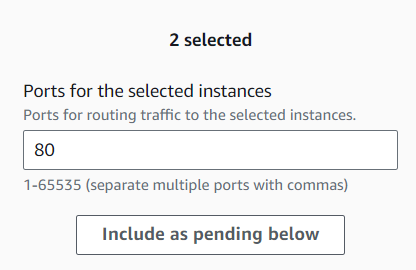 2 selected
Ports for the selected instances
Ports for routing traffic to the selected instances.
80
1-65535 (separate multiple ports with commas)
Include as pending below